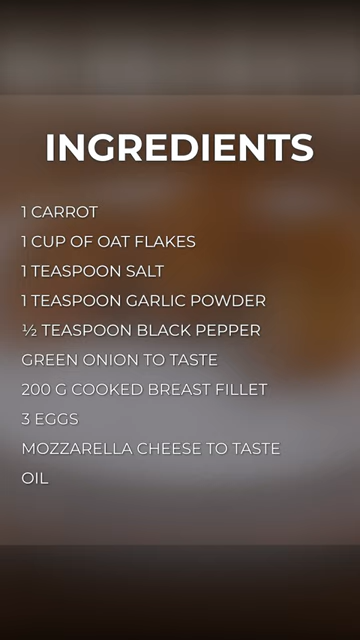 INGREDIENTS
1 CARROT
1 CUP OF OAT FLAKES
1 TEASPOON SALT
1 TEASPOON GARLIC POWDER
½ TEASPOON BLACK PEPPER
GREEN ONION TO TASTE
200 G COOKED BREAST FILLET
3 EGGS
MOZZARELLA CHEESE TO TASTE
OIL